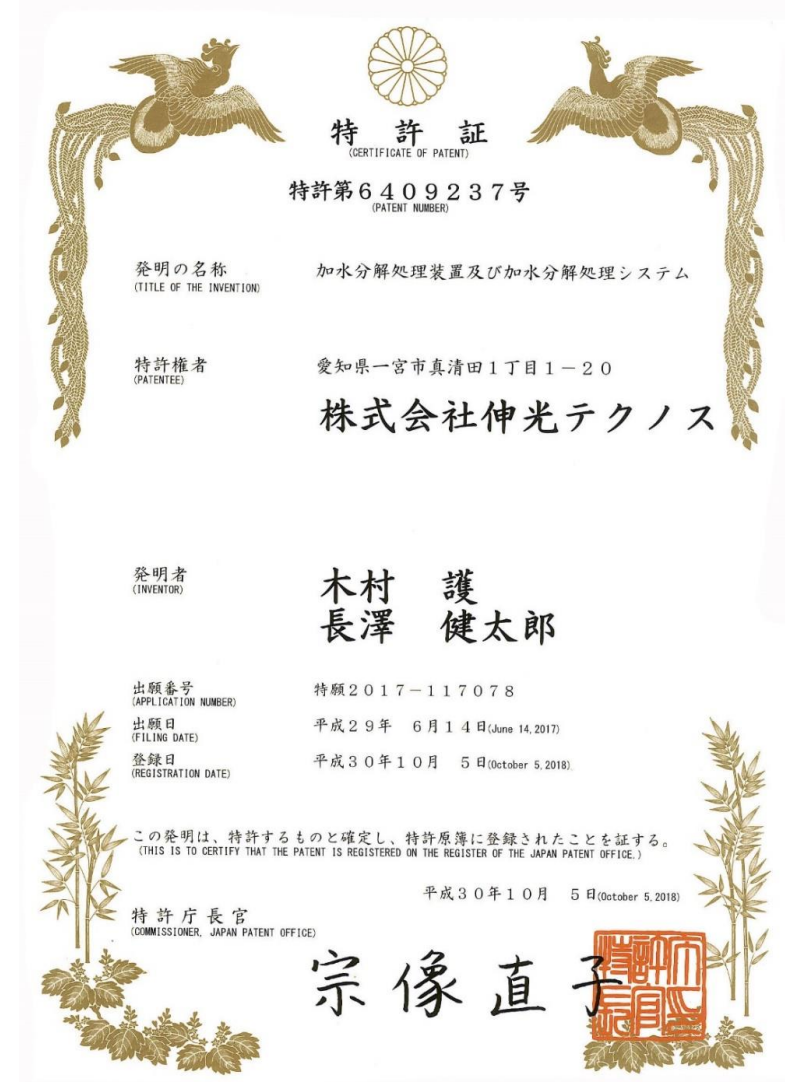 特許証
(CERTIFICATE OF PATENT)
特許第6409237号
(PATENT NUMBER)
発明の名称 加水分解処理装置及び加水分解処理システム
(TITLE OF THE INVENTION)
特許権者 愛知県一宮市真清田1丁目1-20
(PATENTEE)
株式会社伸光テクノス
発明者 木村 護
(INVENTOR)
長澤 健太郎
出願番号 特願2017-117078
(APPLICATION NUMBER)
出願日 平成29年 6月14日(June 14,2017)
(FILING DATE)
登録日 平成30年10月 5日(October 5,2018)
(REGISTRATION DATE)
この発明は、特許するものと確定し、特許原簿に登録されたことを証する。
(THIS IS TO CERTIFY THAT THE PATENT IS REGISTERED ON THE REGISTER OF THE JAPAN PATENT OFFICE.)
平成30年10月 5日(October 5,2018)
特許庁長官
(COMMISSIONER, JAPAN PATENT OFFICE)
宗像直子